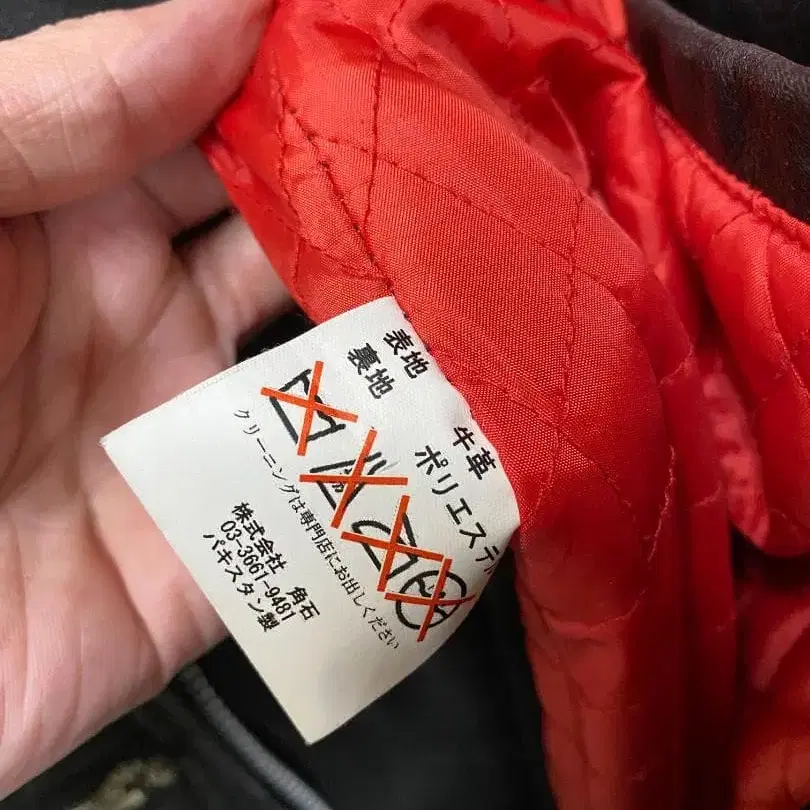 表地 牛革
裏地 ポリエステル
クリーニングは専門店にお出しください
株式会社 角石
03-3661-9481
パキスタン製